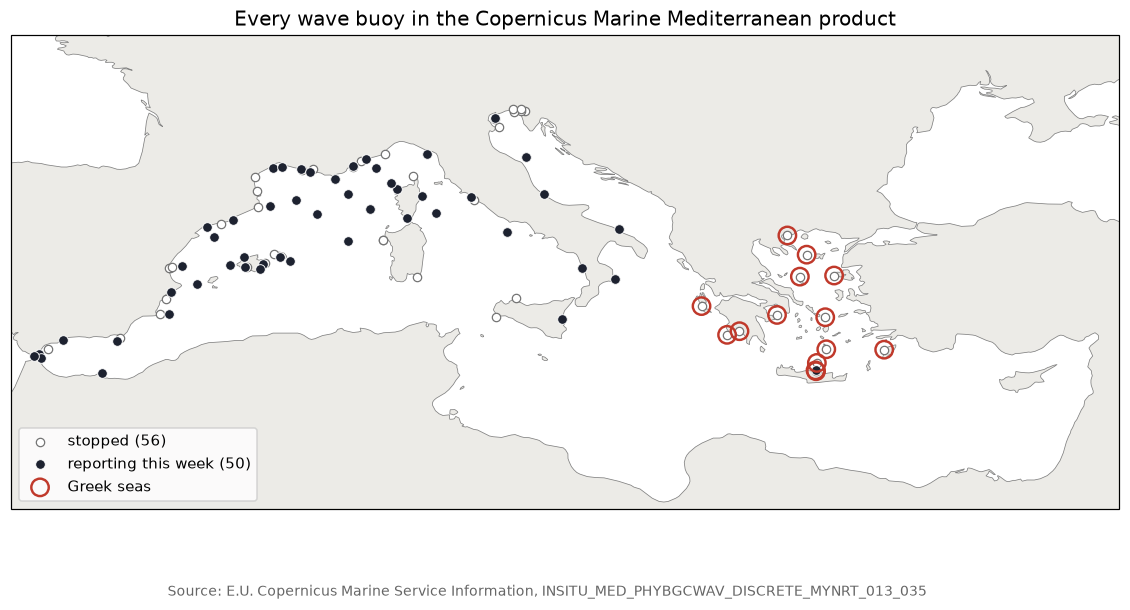 Every wave buoy in the Copernicus Marine Mediterranean product
stopped (56)
reporting this week (50)
Greek seas
Source: E.U. Copernicus Marine Service Information, INSITU_MED_PHYBGCWAV_DISCRETE_MYNRT_013_035